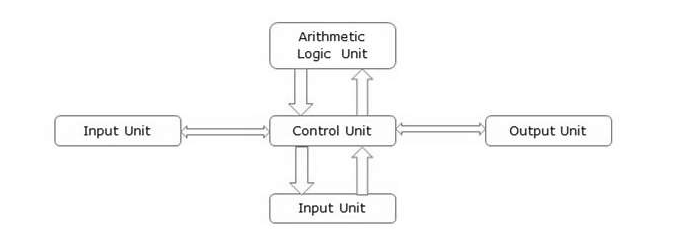 Arithmetic
Logic Unit
Input Unit
Control Unit
Output Unit
Input Unit